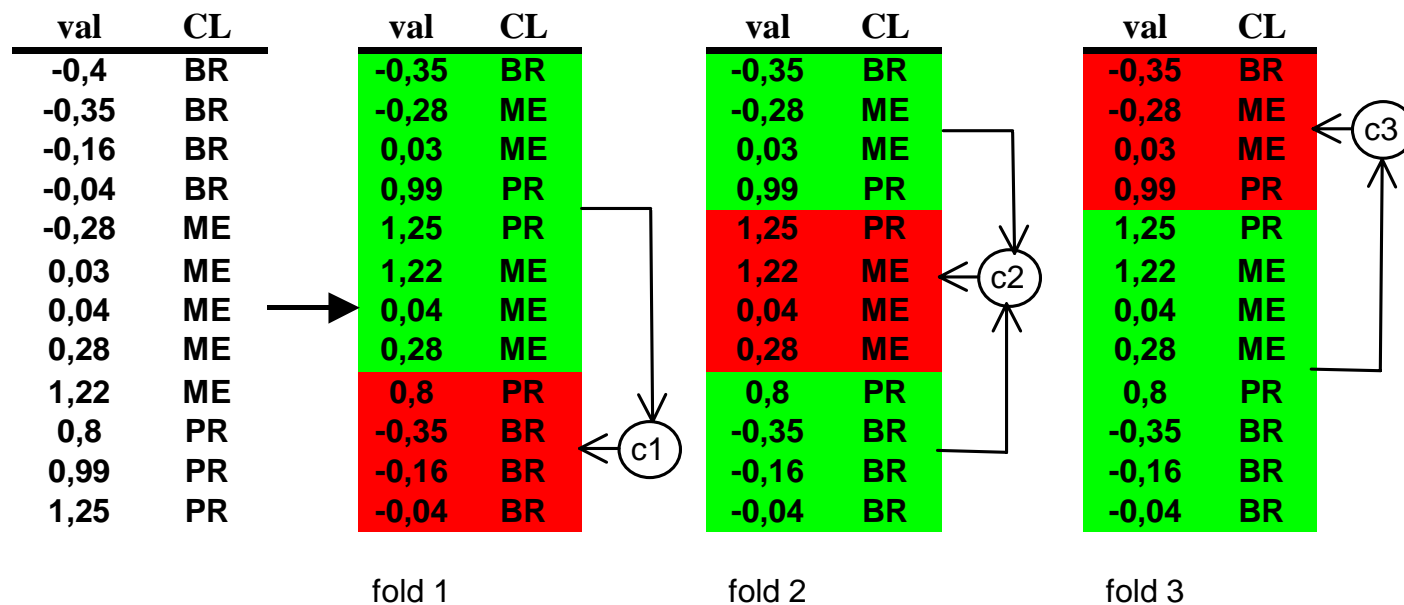 val CL val CL val CL val CL
-0,4 BR -0,35 BR -0,35 BR -0,35 BR
-0,35 BR -0,28 ME -0,28 ME -0,28 ME c3
-0,16 BR 0,03 ME 0,03 ME 0,03 ME
-0,04 BR 0,99 PR 0,99 PR 0,99 PR
-0,28 ME 1,25 PR 1,25 PR 1,25 PR
0,03 ME 1,22 ME 1,22 ME c2 1,22 ME
0,04 ME 0,04 ME 0,04 ME 0,04 ME
0,28 ME 0,28 ME 0,28 ME 0,28 ME
1,22 ME 0,8 PR 0,8 PR 0,8 PR
0,8 PR -0,35 BR c1 -0,35 BR -0,35 BR
0,99 PR -0,16 BR -0,16 BR -0,16 BR
1,25 PR -0,04 BR -0,04 BR -0,04 BR
fold 1 fold 2 fold 3